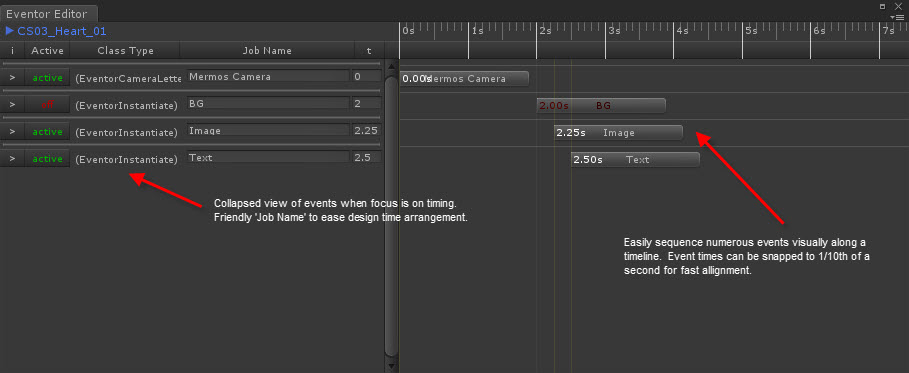 Eventor Editor
CS03_Heart_01
i Active Class Type Job Name t
0s 1s 2s 3s 4s 5s 6s 7s
> active (EventorCameraLette Mermos Camera 0
0.00s Mermos Camera
> (EventorInstantiate) BG 2
2.00s BG
> active (EventorInstantiate) Image 2.25
2.25s Image
> active (EventorInstantiate) Text 2.5
2.50s Text
Collapsed view of events when focus is on timing.
Friendly 'Job Name' to ease design time arrangement.
Easily sequence numerous events visually along a
timeline. Event times can be snapped to 1/10th of a
second for fast allignment.